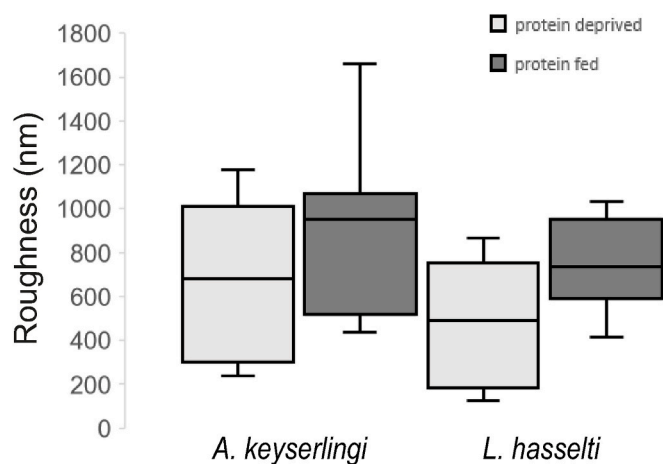 protein deprived
protein fed
Roughness (nm)
1800
1600
1400
1200
1000
800
600
400
200
0
A. keyserlingi
L. hasselti